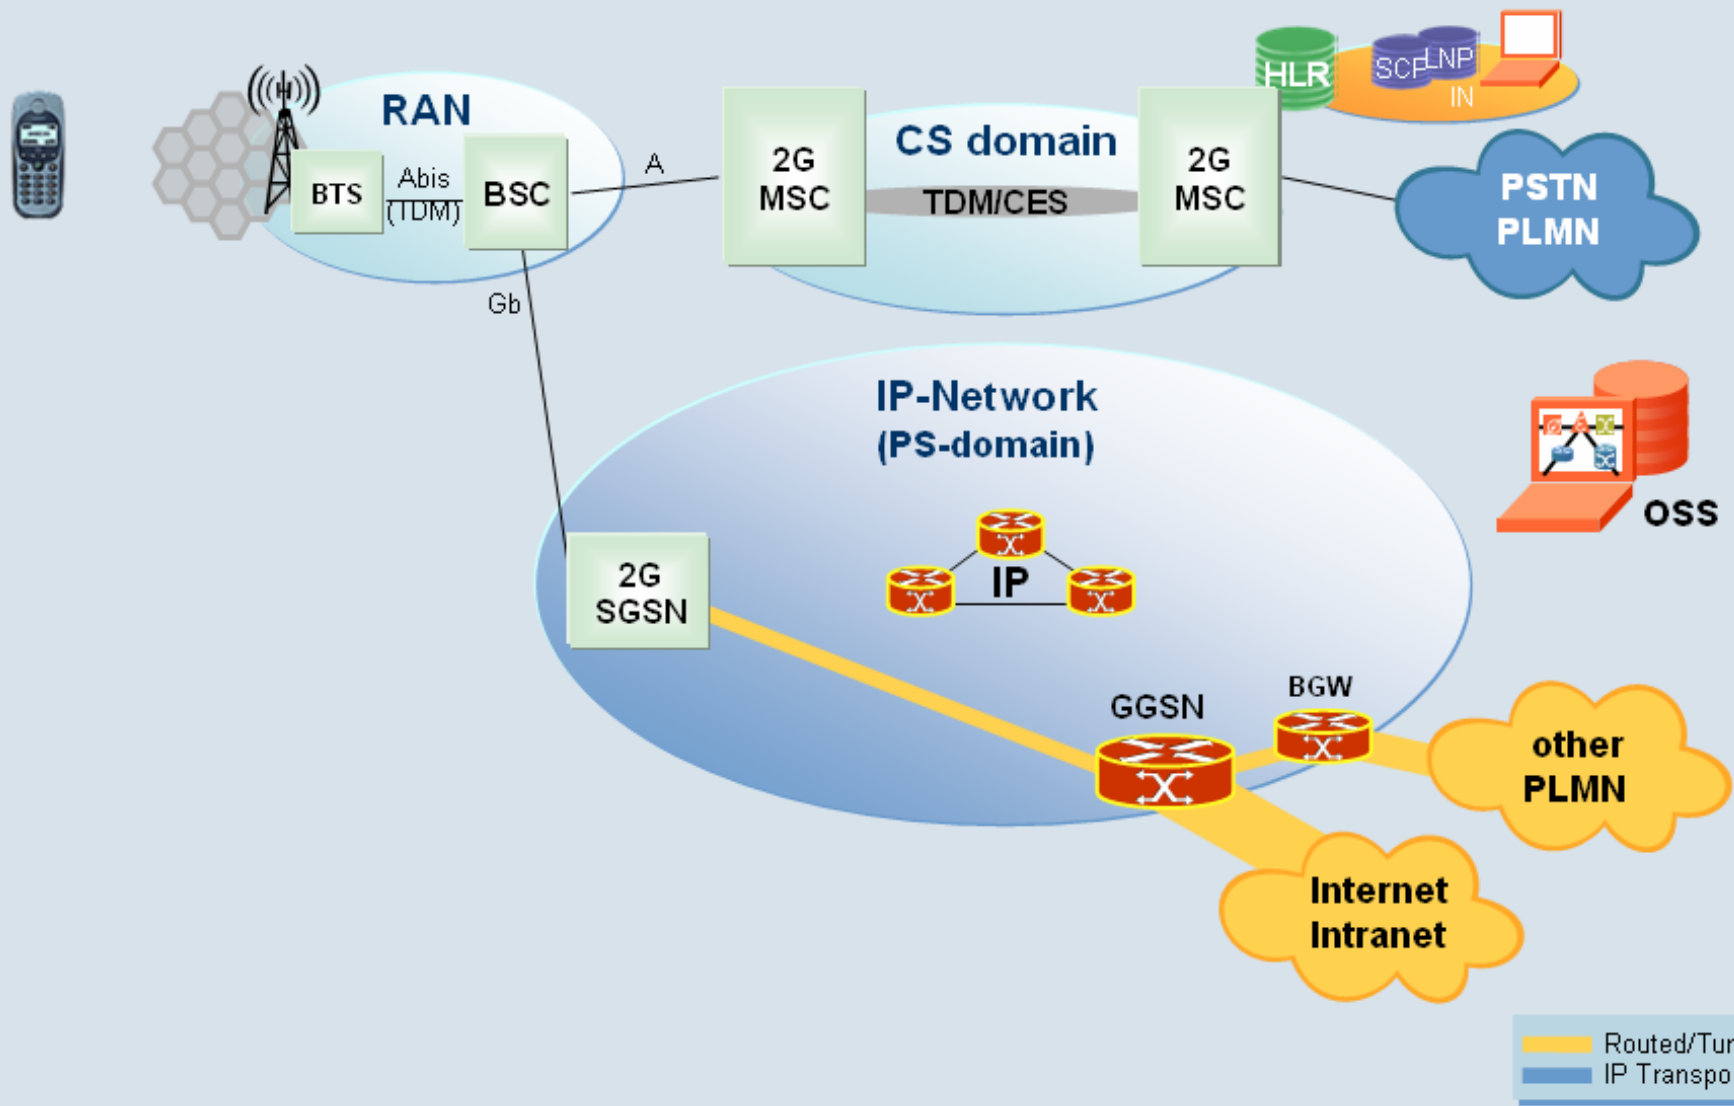 HLR
SCP
LNP
IN
RAN
CS domain
2G
MSC
2G
MSC
A
BTS
Abis
(TDM)
BSC
TDM/CES
PSTN
PLMN
Gb
IP-Network
(PS-domain)
OSS
IP
2G
SGSN
GGSN
BGW
other
PLMN
Internet
Intranet
Routed/Tur
IP Transpo